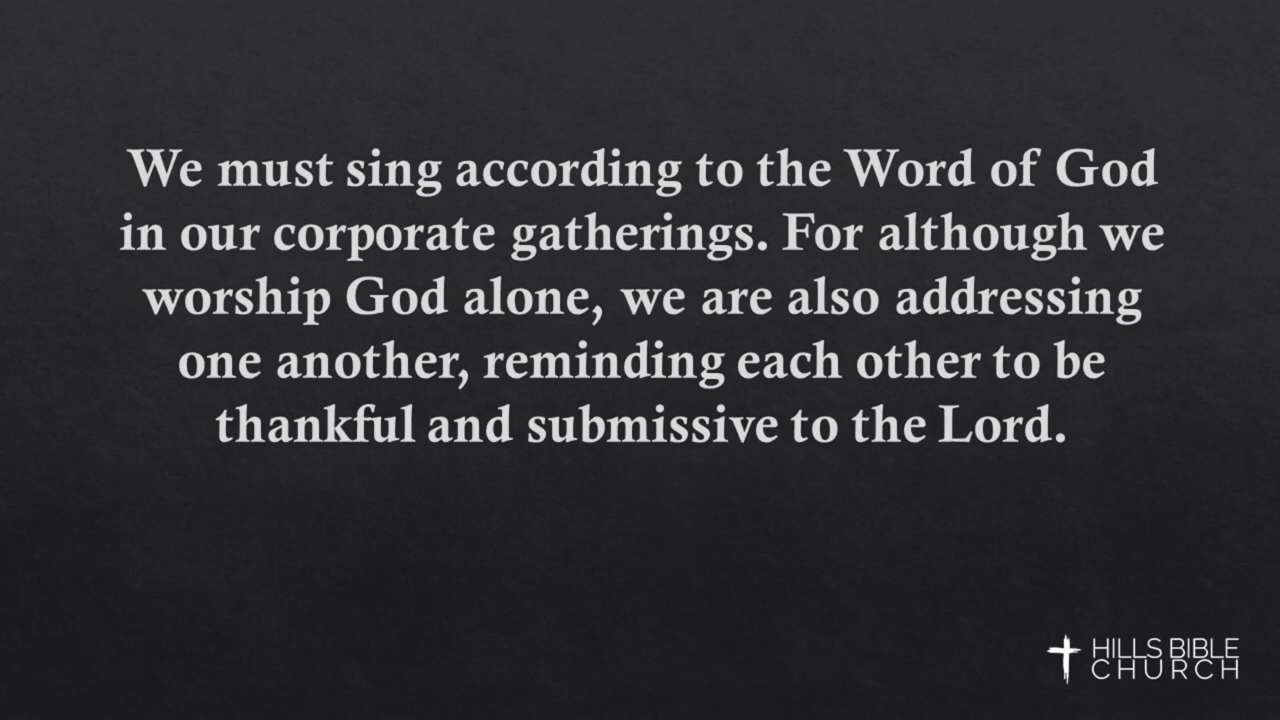 We must sing according to the Word of God
in our corporate gatherings. For although we
worship God alone, we are also addressing
one another, reminding each other to be
thankful and submissive to the Lord.
HILLS BIBLE
CHURCH